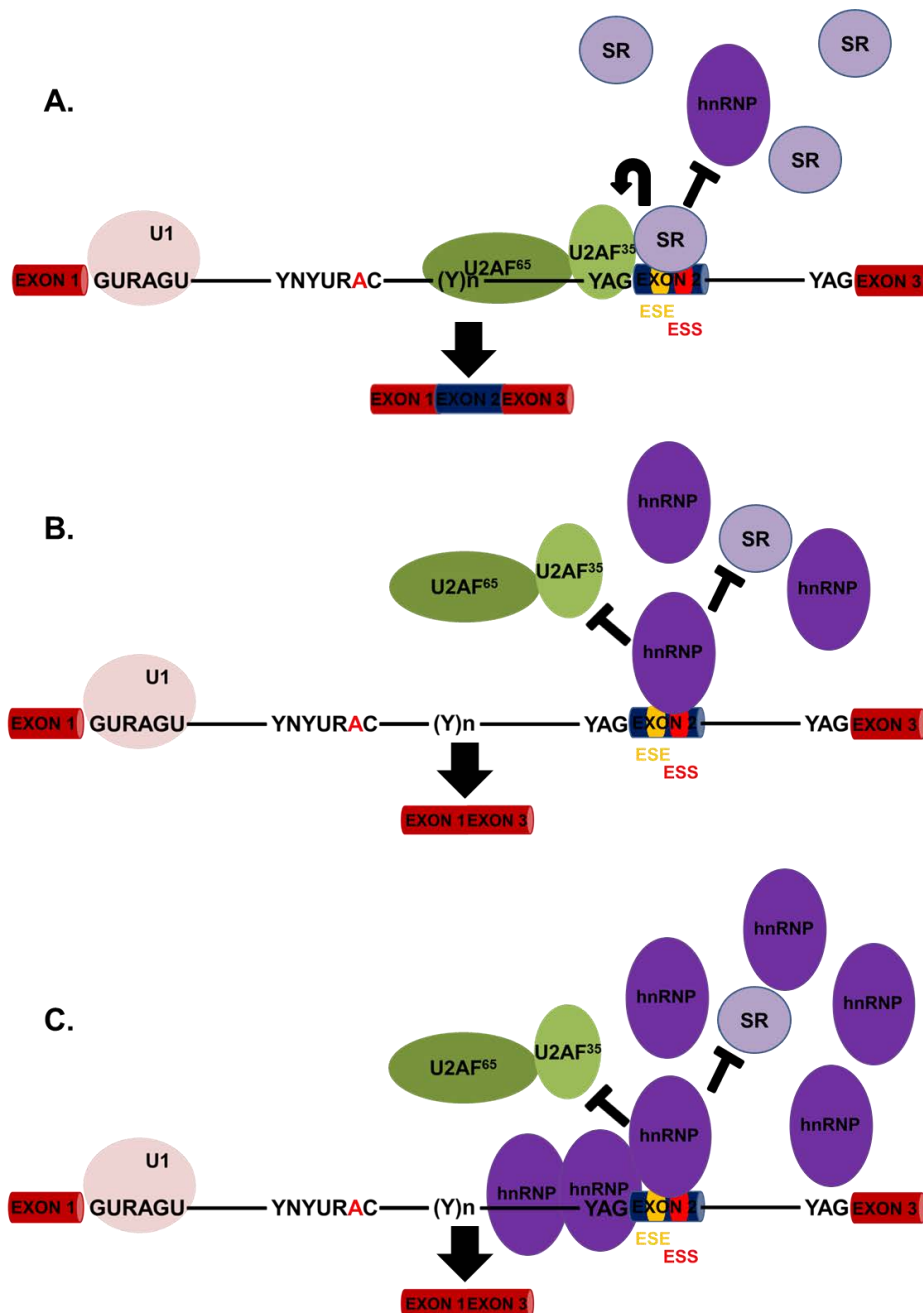 SR
SR
A.
hnRNP
SR
U1
SR
U2AF65
U2AF35
EXON 1 GURAGU YNYURAC (Y)n YAG EXON 2 YAG EXON 3
ESE
ESS
EXON 1 EXON 2 EXON 3
hnRNP
B.
SR
U2AF65 U2AF35 hnRNP
hnRNP
U1
EXON 1 GURAGU YNYURAC (Y)n YAG EXON 2 YAG EXON 3
ESE
ESS
EXON 1 EXON 3
hnRNP
hnRNP
hnRNP
C.
SR
U2AF65 U2AF35
hnRNP
hnRNP
U1
hnRNP hnRNP
EXON 1 GURAGU YNYURAC (Y)n YAG EXON 2 YAG EXON 3
ESE
ESS
EXON 1 EXON 3